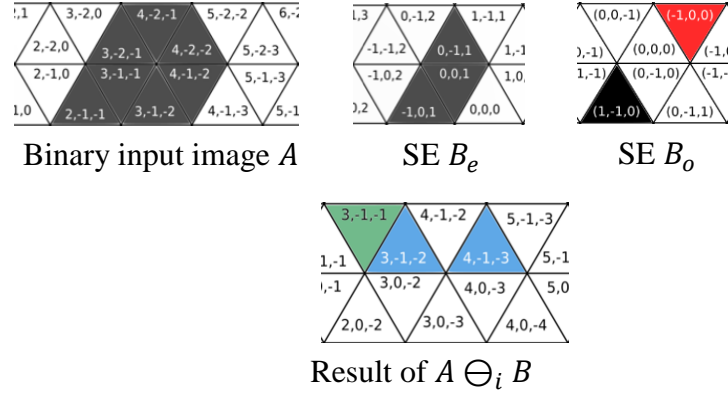 2,1 3,-2,0 4,-2,-1 5,-2,-2 6,-
2,-2,0 3,-2,-1 4,-2,-2 5,-2-3
2,-1,0 3,-1,-1 4,-1,-2 5,-1,-3
1,0 2,-1,-1 3,-1,-2 4,-1,-3 5,-1
Binary input image A
0,-1,2 1,-1,1
-1,-1,2 0,-1,1 1,-1
-1,0,2 0,0,1 1,0,
0,2 -1,0,1 0,0,0
SE Bₑ
(0,0,-1) (-1,0,0)
0,-1) (0,0,0) (-1,0
1,-1) (0,-1,0) (-1,-
(1,-1,0) (0,-1,1)
SE Bₒ
3,-1,-1 4,-1,-2 5,-1,-3
1,-1 3,-1,-2 4,-1,-3 5,-1
,-1 3,0,-2 4,0,-3 5,0
2,0,-2 3,0,-3 4,0,-4
Result of A ⊖ᵢ B